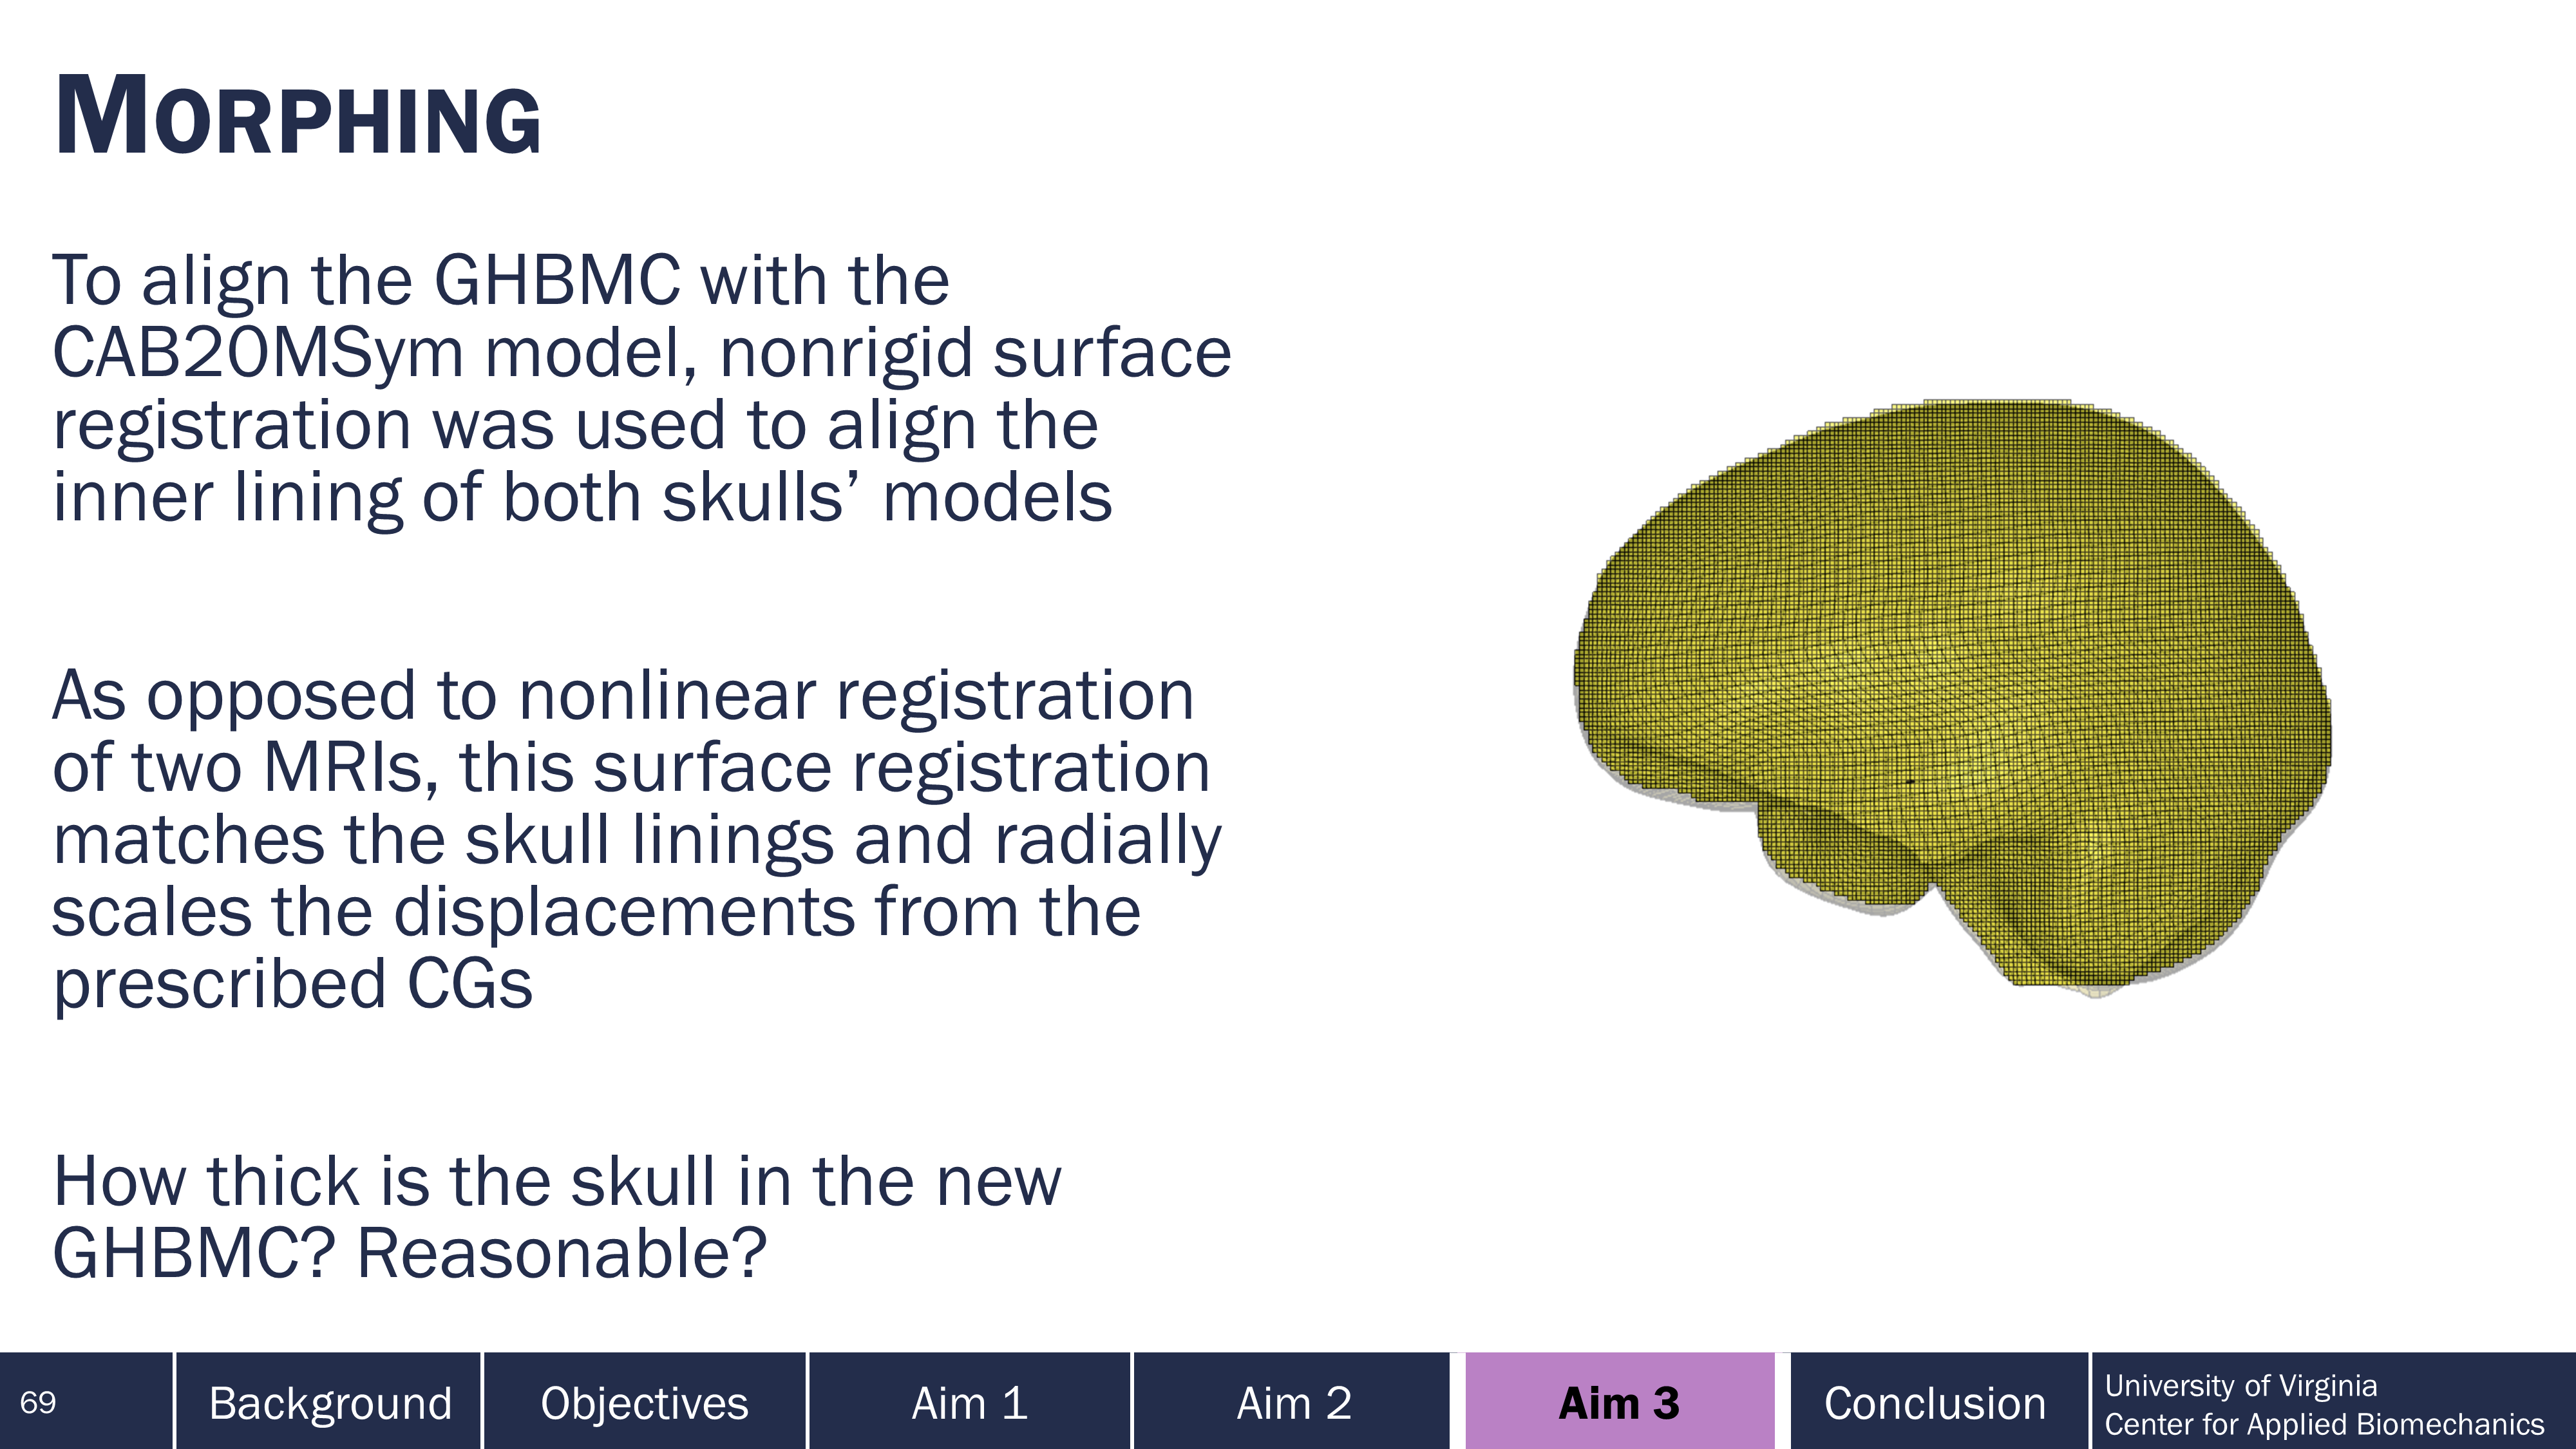 MORPHING
To align the GHBMC with the
CAB20MSym model, nonrigid surface
registration was used to align the
inner lining of both skulls’ models
As opposed to nonlinear registration
of two MRIs, this surface registration
matches the skull linings and radially
scales the displacements from the
prescribed CGs
How thick is the skull in the new
GHBMC? Reasonable?
69
Background
Objectives
Aim 1
Aim 2
Aim 3
Conclusion
University of Virginia
Center for Applied Biomechanics